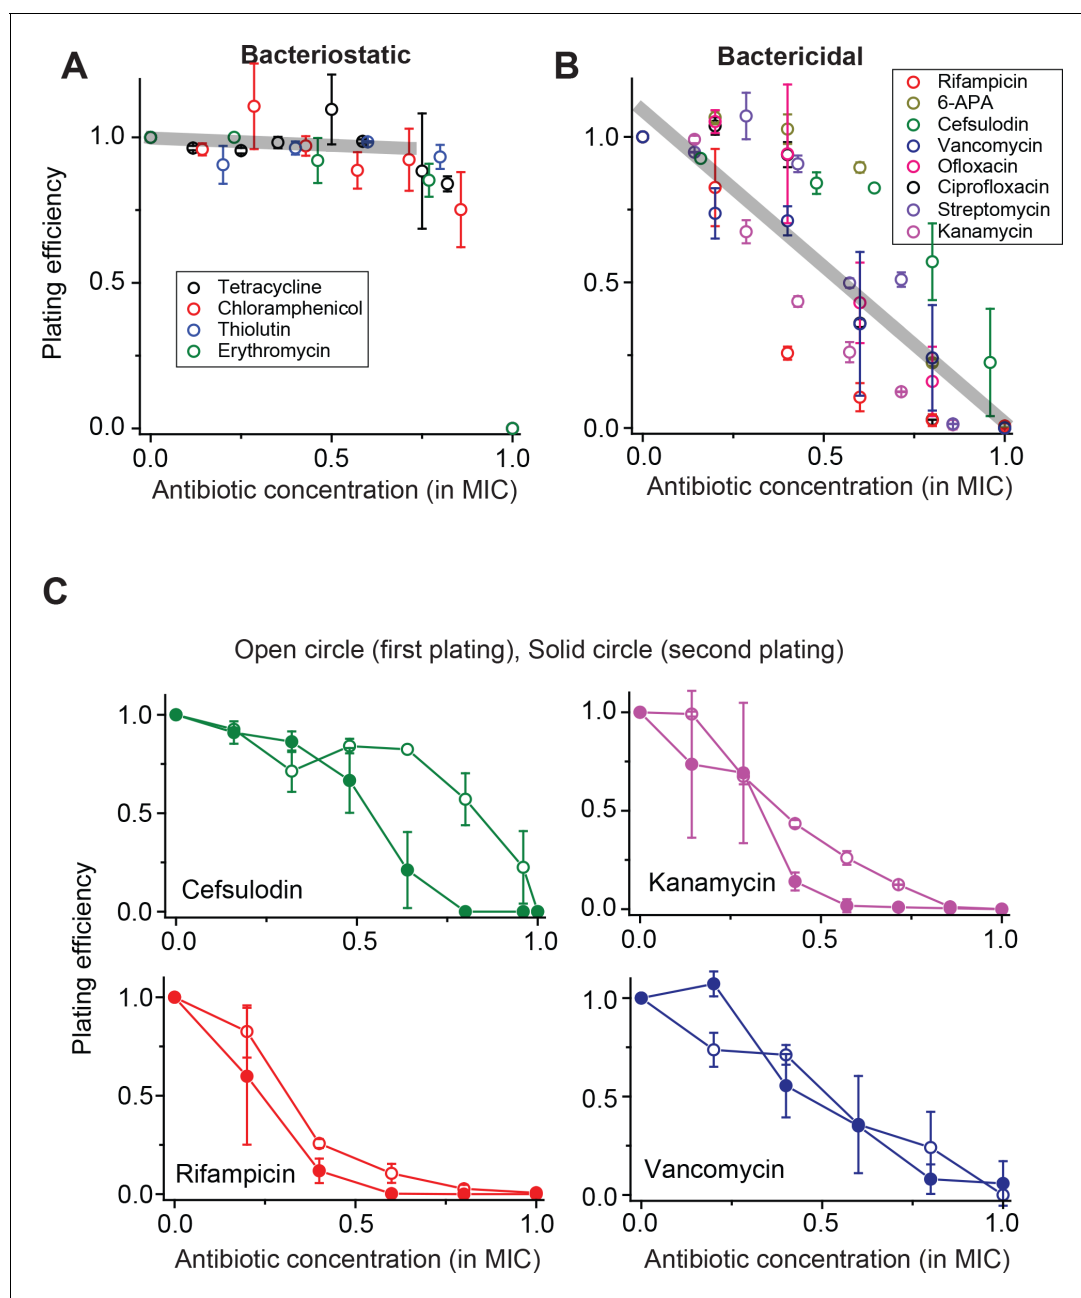 A
Bacteriostatic
Plating efficiency
1.0
0.5
0.0
Tetracycline
Chloramphenicol
Thiolutin
Erythromycin
0.0
0.5
1.0
Antibiotic concentration (in MIC)
B
Bactericidal
1.0
0.5
0.0
Rifampicin
6-APA
Cefsulodin
Vancomycin
Ofloxacin
Ciprofloxacin
Streptomycin
Kanamycin
0.0
0.5
1.0
Antibiotic concentration (in MIC)
C
Open circle (first plating), Solid circle (second plating)
Plating efficiency
1.0
0.5
0.0
Cefsulodin
0.0
0.5
1.0
1.0
0.5
0.0
Kanamycin
0.0
0.5
1.0
1.0
0.5
0.0
Rifampicin
0.0
0.5
1.0
Antibiotic concentration (in MIC)
1.0
0.5
0.0
Vancomycin
0.0
0.5
1.0
Antibiotic concentration (in MIC)